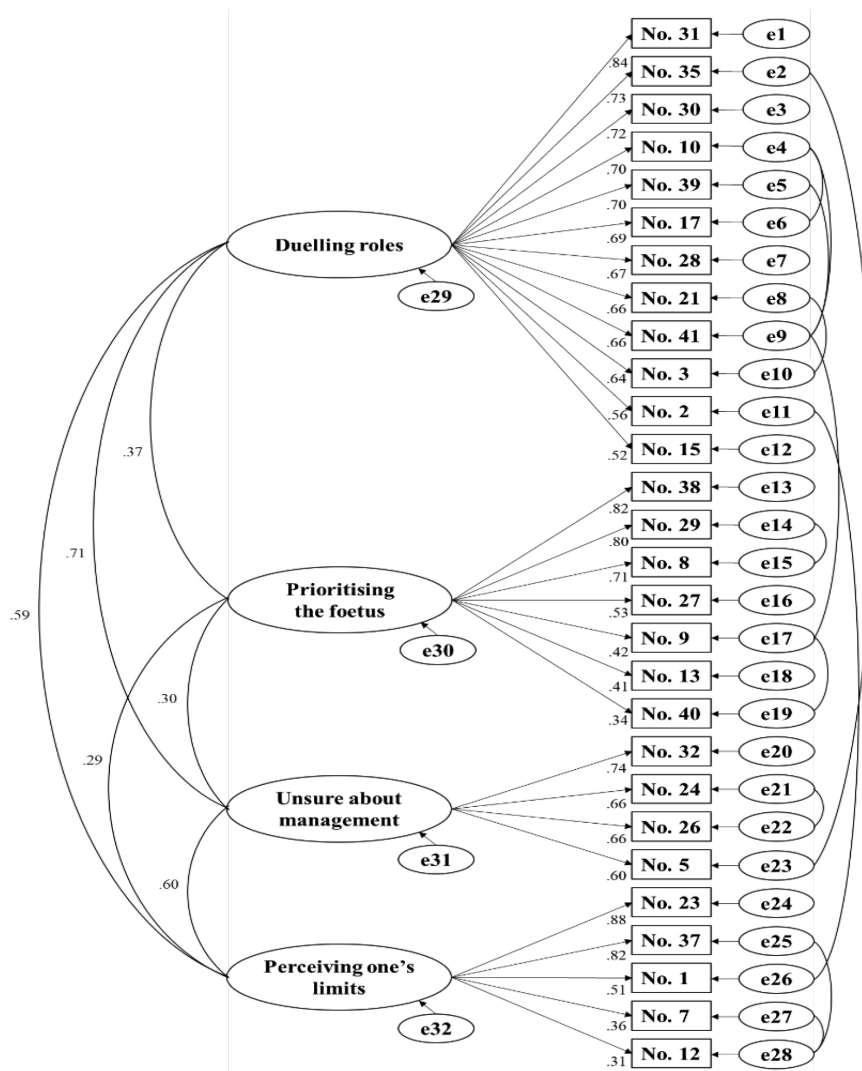 No. 31 e1
.84
No. 35 e2
.73
No. 30 e3
.72
No. 10 e4
.70
No. 39 e5
.70
No. 17 e6
.69
Duelling roles
No. 28 e7
.67
e29
No. 21 e8
.66
No. 41 e9
.66
No. 3 e10
.64
No. 2 e11
.56
No. 15 e12
.52
.37
No. 38 e13
.82
No. 29 e14
.80
.71
No. 8 e15
.71
Prioritising
the foetus
No. 27 e16
.53
.59
No. 9 e17
.42
e30
No. 13 e18
.41
.30
No. 40 e19
.34
No. 32 e20
.74
.29
No. 24 e21
.66
Unsure about
management
No. 26 e22
.66
e31
No. 5 e23
.60
.60
No. 23 e24
.88
No. 37 e25
.82
Perceiving one's
limits
No. 1 e26
.51
No. 7 e27
.36
e32
No. 12 e28
.31